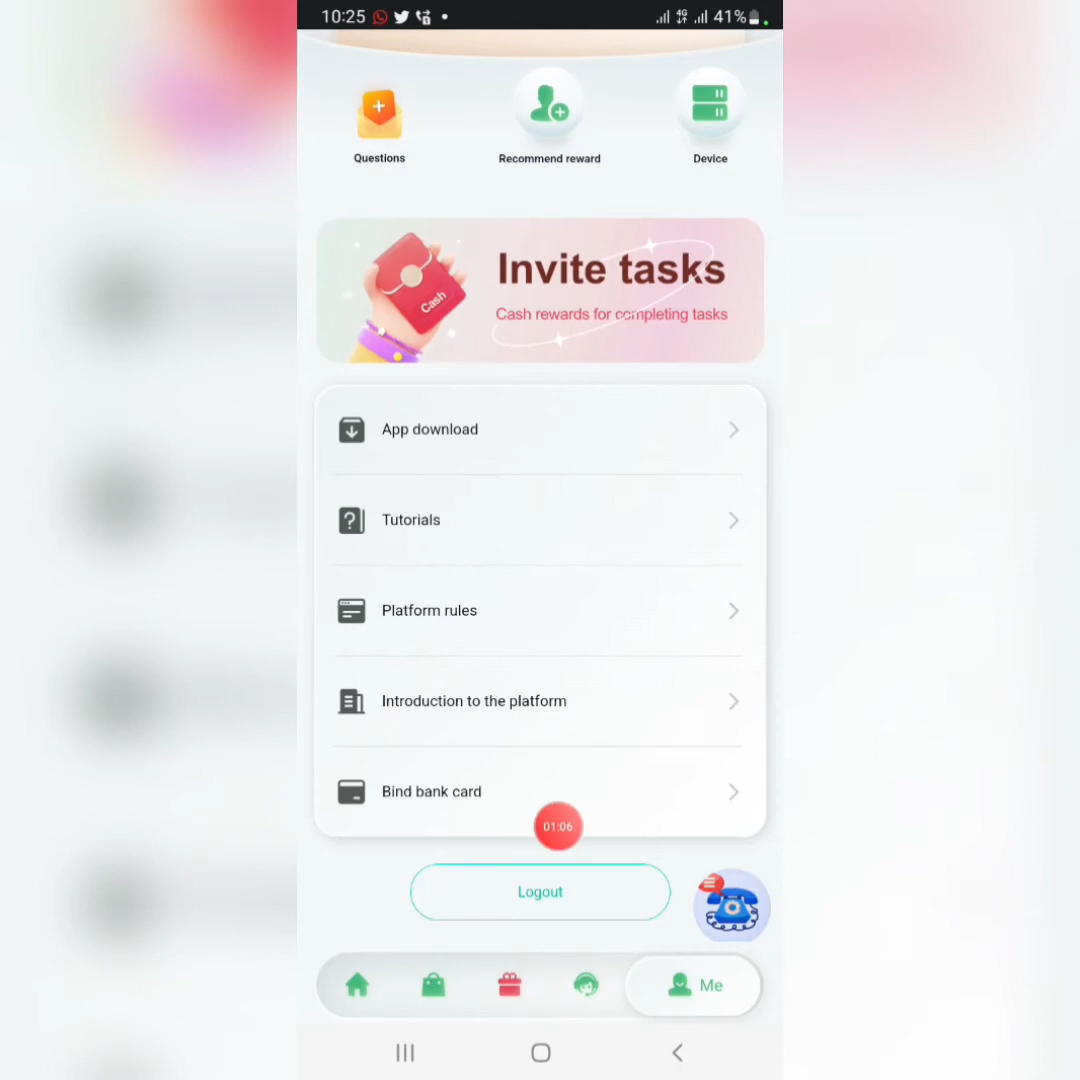 10:25
4G
41%
Questions
Recommend reward
Device
Invite tasks
Cash
Cash rewards for completing tasks
App download
Tutorials
Platform rules
Introduction to the platform
Bind bank card
01:06
Logout
Me